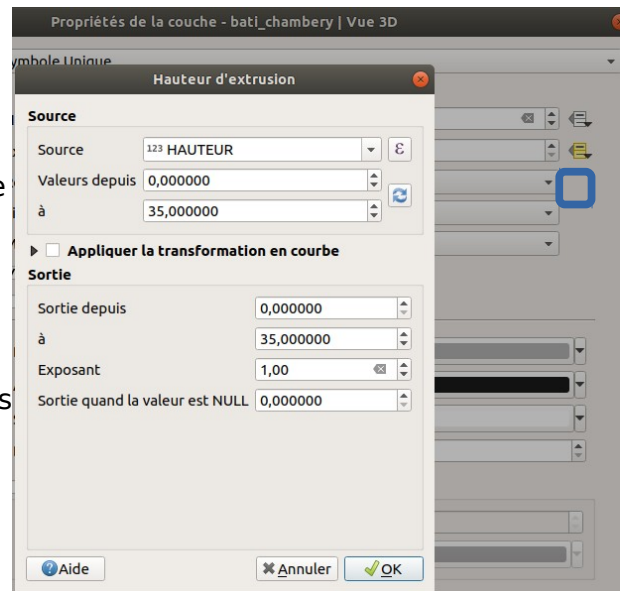 Propriétés de la couche - bati_chambery | Vue 3D
ymbole Unique
Hauteur d'extrusion
Source
Source 123 HAUTEUR ε
Valeurs depuis 0,000000
à 35,000000
Appliquer la transformation en courbe
Sortie
Sortie depuis 0,000000
à 35,000000
Exposant 1,00
Sortie quand la valeur est NULL 0,000000
Aide Annuler OK